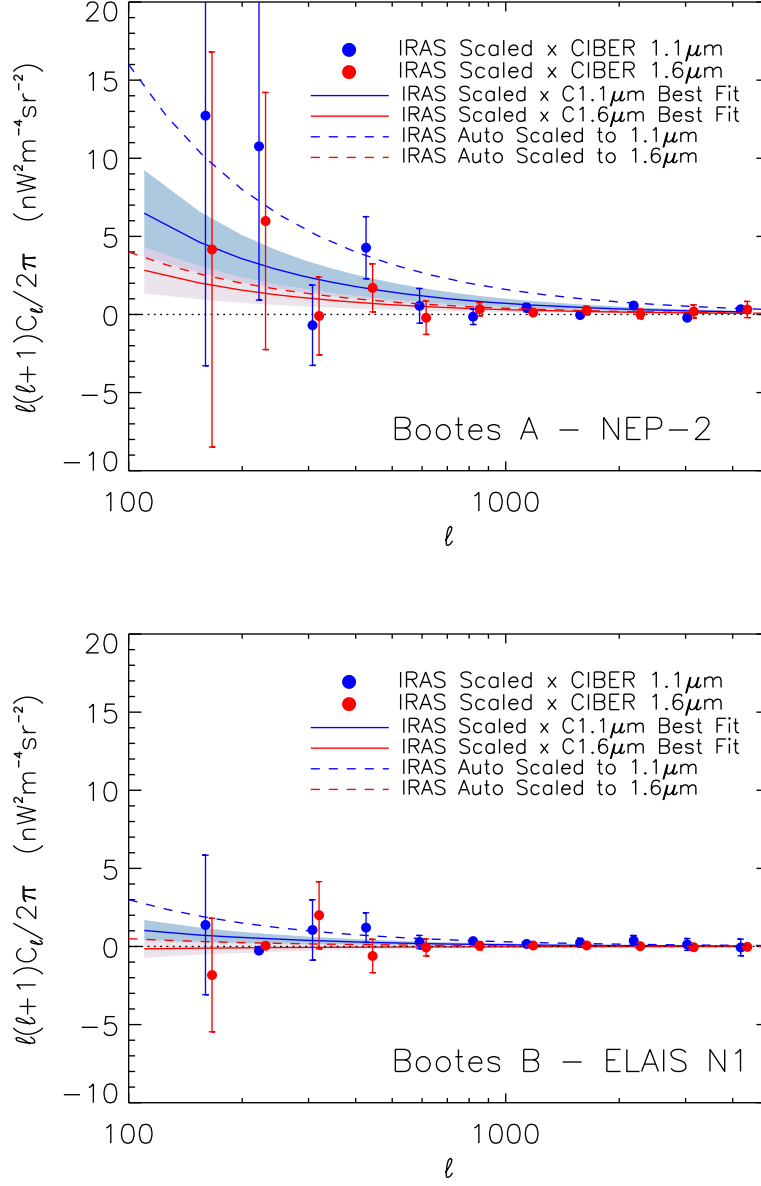 20
15
10
5
0
−5
−10
ℓ(ℓ+1)Cℓ/2π (nW²m⁻⁴sr⁻²)
IRAS Scaled x CIBER 1.1μm
IRAS Scaled x CIBER 1.6μm
IRAS Scaled x C1.1μm Best Fit
IRAS Scaled x C1.6μm Best Fit
IRAS Auto Scaled to 1.1μm
IRAS Auto Scaled to 1.6μm
Bootes A − NEP−2
100
1000
ℓ
20
15
10
5
0
−5
−10
ℓ(ℓ+1)Cℓ/2π (nW²m⁻⁴sr⁻²)
IRAS Scaled x CIBER 1.1μm
IRAS Scaled x CIBER 1.6μm
IRAS Scaled x C1.1μm Best Fit
IRAS Scaled x C1.6μm Best Fit
IRAS Auto Scaled to 1.1μm
IRAS Auto Scaled to 1.6μm
Bootes B − ELAIS N1
100
1000
ℓ